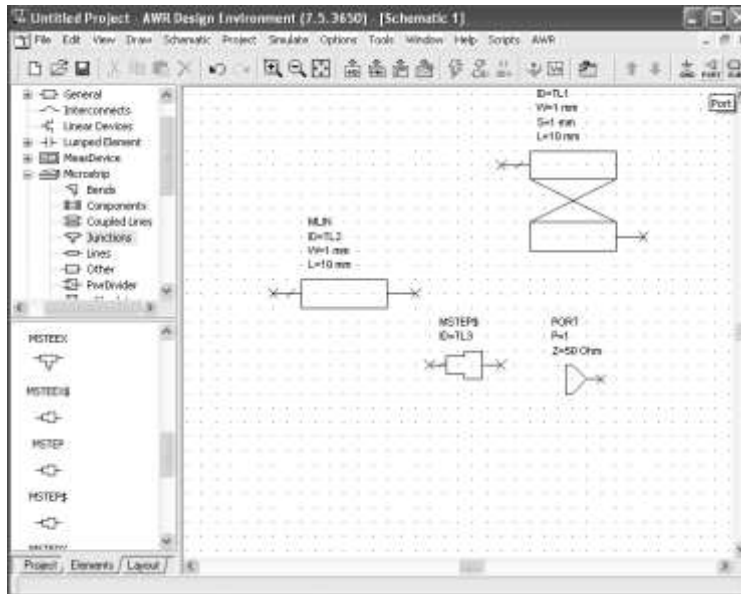 Untitled Project - AWR Design Environment (7.5.3650) - [Schematic 1]
File Edit View Draw Schematic Project Simulate Options Tools Window Help Scripts AWR
Port
General
Interconnects
Linear Devices
Lumped Element
MeasDevice
Microstrip
Bends
Components
Coupled Lines
Junctions
Lines
Other
PwrDivider
MSTEEX
MSTEEX$
MSTEP
MSTEP$
ID=TL1
W=1 mm
S=1 mm
L=10 mm
MLIN
ID=TL2
W=1 mm
L=10 mm
MSTEP$
ID=TL3
PORT
P=1
Z=50 Ohm
Project Elements Layout